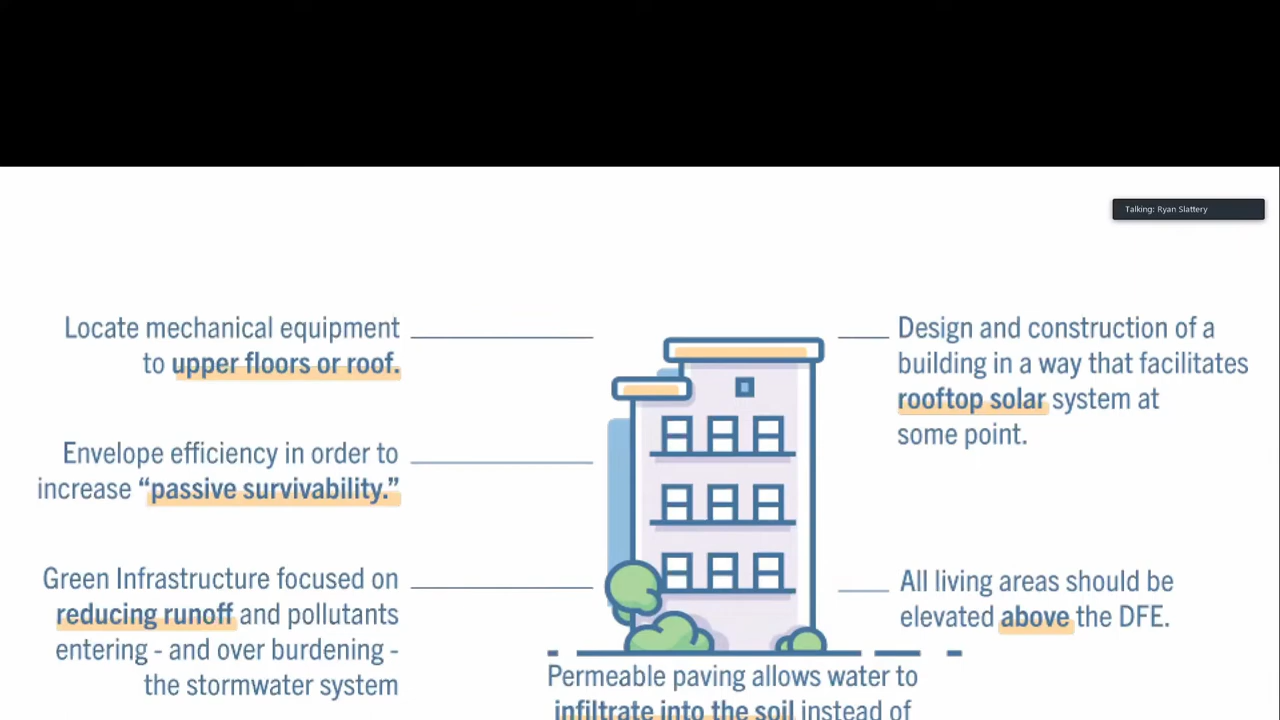 Talking: Ryan Slattery
Locate mechanical equipment
to upper floors or roof.
Envelope efficiency in order to
increase “passive survivability.”
Green Infrastructure focused on
reducing runoff and pollutants
entering - and over burdening -
the stormwater system
Design and construction of a
building in a way that facilitates
rooftop solar system at
some point.
All living areas should be
elevated above the DFE.
Permeable paving allows water to
infiltrate into the soil instead of